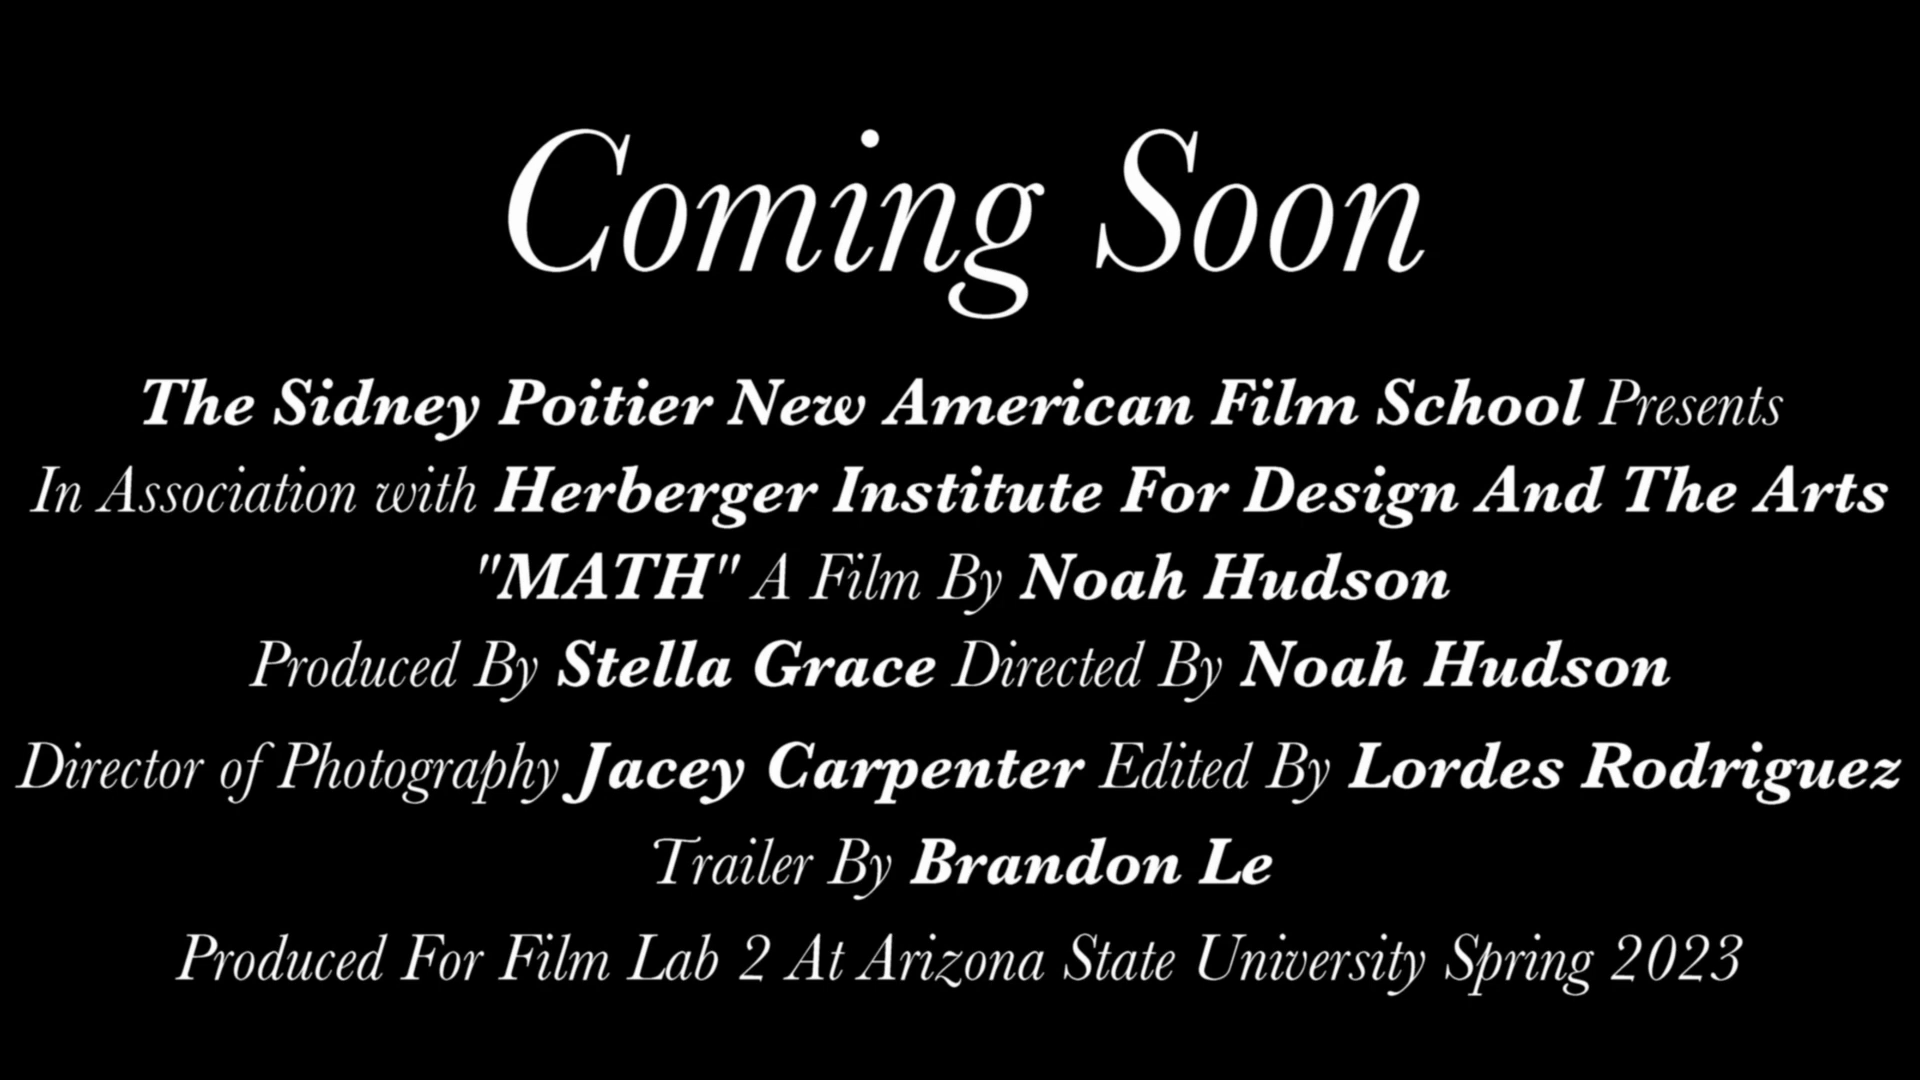 Coming Soon
The Sidney Poitier New American Film School Presents
In Association with Herberger Institute For Design And The Arts
"MATH" A Film By Noah Hudson
Produced By Stella Grace Directed By Noah Hudson
Director of Photography Jacey Carpenter Edited By Lordes Rodriguez
Trailer By Brandon Le
Produced For Film Lab 2 At Arizona State University Spring 2023